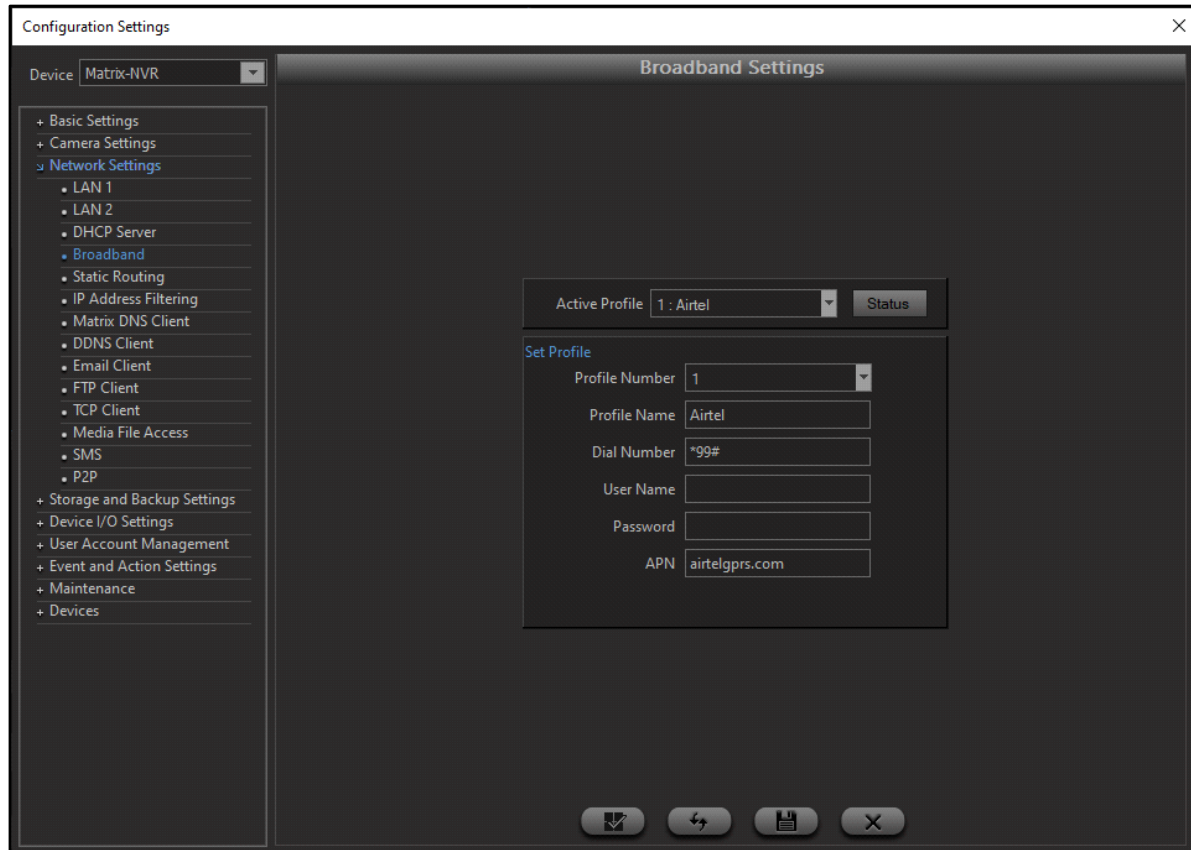 Configuration Settings
Device Matrix-NVR
Broadband Settings
+ Basic Settings
+ Camera Settings
Network Settings
• LAN 1
• LAN 2
• DHCP Server
• Broadband
• Static Routing
• IP Address Filtering
• Matrix DNS Client
• DDNS Client
• Email Client
• FTP Client
• TCP Client
• Media File Access
• SMS
• P2P
+ Storage and Backup Settings
+ Device I/O Settings
+ User Account Management
+ Event and Action Settings
+ Maintenance
+ Devices
Active Profile 1 : Airtel Status
Set Profile
Profile Number 1
Profile Name Airtel
Dial Number *99#
User Name
Password
APN airtelgprs.com